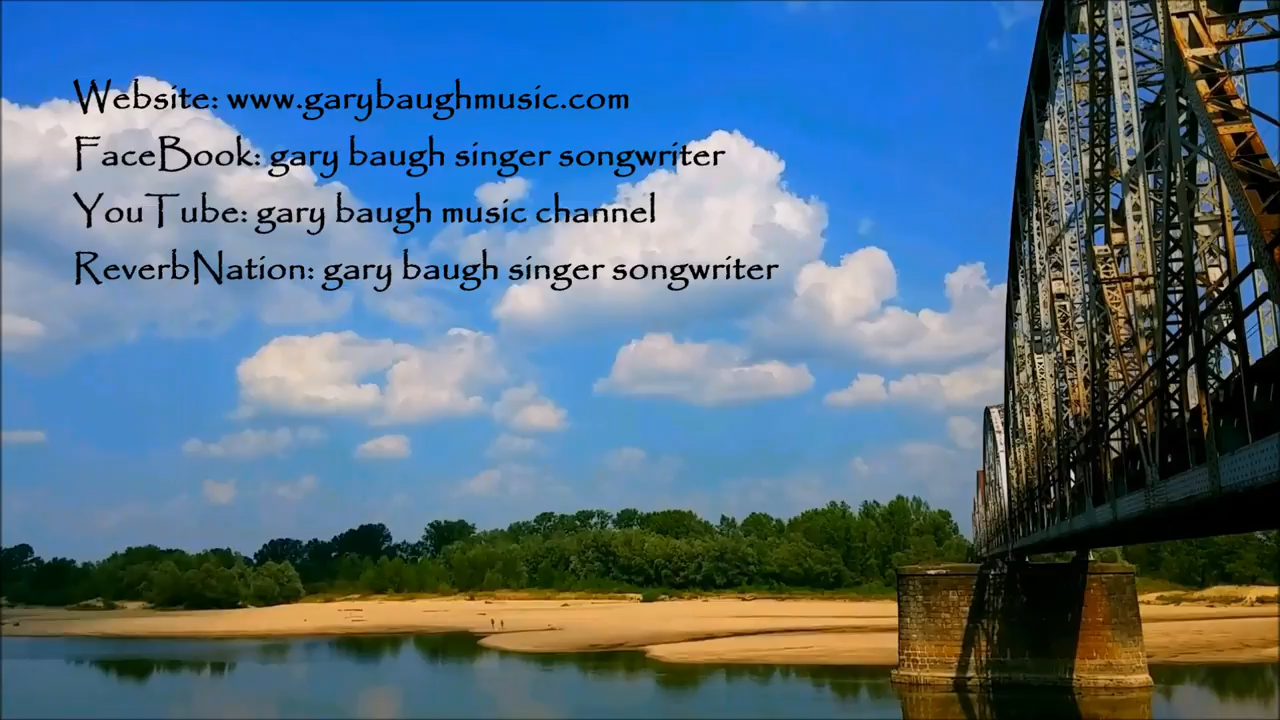 Website: www.garybaughmusic.com
FaceBook: gary baugh singer songwriter
YouTube: gary baugh music channel
ReverbNation: gary baugh singer songwriter